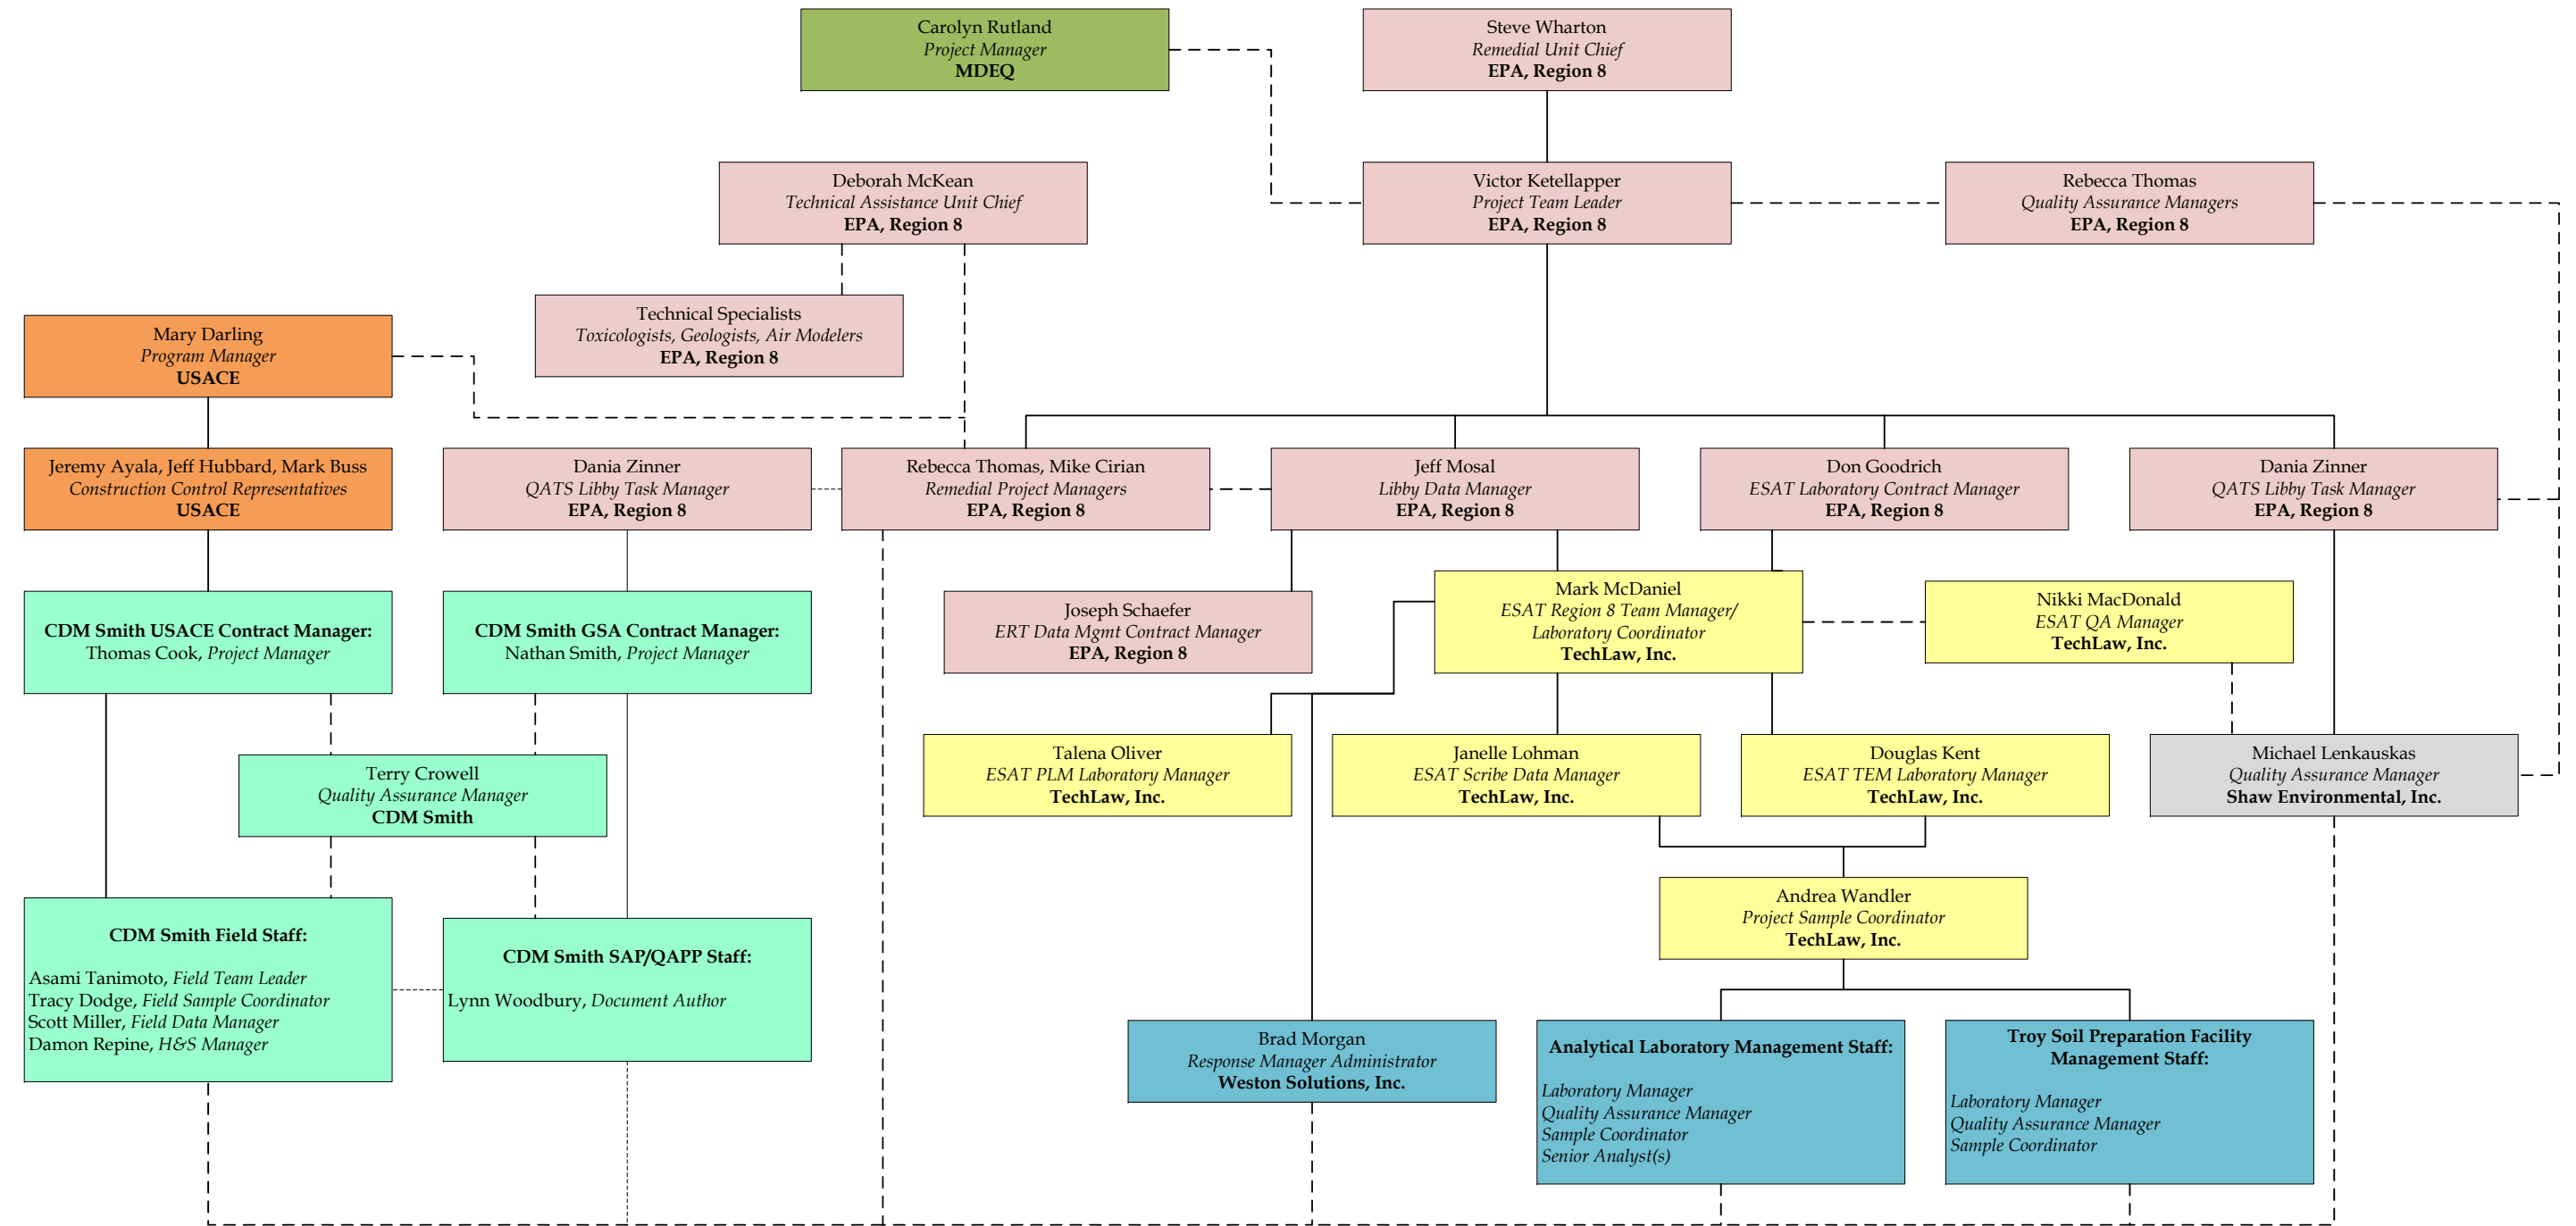 Carolyn Rutland
Project Manager
MDEQ
Steve Wharton
Remedial Unit Chief
EPA, Region 8
Deborah McKean
Technical Assistance Unit Chief
EPA, Region 8
Victor Ketellapper
Project Team Leader
EPA, Region 8
Rebecca Thomas
Quality Assurance Managers
EPA, Region 8
Technical Specialists
Toxicologists, Geologists, Air Modelers
EPA, Region 8
Mary Darling
Program Manager
USACE
Jeremy Ayala, Jeff Hubbard, Mark Buss
Construction Control Representatives
USACE
Dania Zinner
QATS Libby Task Manager
EPA, Region 8
Rebecca Thomas, Mike Cirian
Remedial Project Managers
EPA, Region 8
Jeff Mosal
Libby Data Manager
EPA, Region 8
Don Goodrich
ESAT Laboratory Contract Manager
EPA, Region 8
Dania Zinner
QATS Libby Task Manager
EPA, Region 8
CDM Smith USACE Contract Manager:
Thomas Cook, Project Manager
CDM Smith GSA Contract Manager:
Nathan Smith, Project Manager
Joseph Schaefer
ERT Data Mgmt Contract Manager
EPA, Region 8
Mark McDaniel
ESAT Region 8 Team Manager/
Laboratory Coordinator
TechLaw, Inc.
Nikki MacDonald
ESAT QA Manager
TechLaw, Inc.
Terry Crowell
Quality Assurance Manager
CDM Smith
Talena Oliver
ESAT PLM Laboratory Manager
TechLaw, Inc.
Janelle Lohman
ESAT Scribe Data Manager
TechLaw, Inc.
Douglas Kent
ESAT TEM Laboratory Manager
TechLaw, Inc.
Michael Lenkauskas
Quality Assurance Manager
Shaw Environmental, Inc.
Andrea Wandler
Project Sample Coordinator
TechLaw, Inc.
CDM Smith Field Staff:
Asami Tanimoto, Field Team Leader
Tracy Dodge, Field Sample Coordinator
Scott Miller, Field Data Manager
Damon Repine, H&S Manager
CDM Smith SAP/QAPP Staff:
Lynn Woodbury, Document Author
Brad Morgan
Response Manager Administrator
Weston Solutions, Inc.
Analytical Laboratory Management Staff:
Laboratory Manager
Quality Assurance Manager
Sample Coordinator
Senior Analyst(s)
Troy Soil Preparation Facility
Management Staff:
Laboratory Manager
Quality Assurance Manager
Sample Coordinator